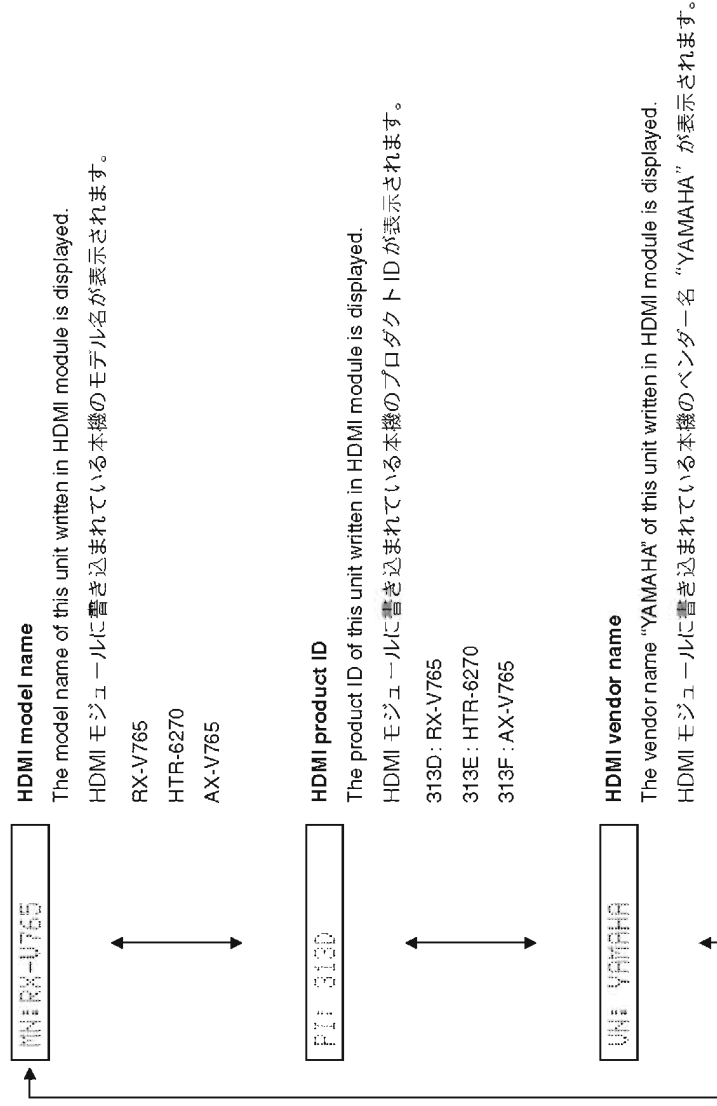 MN:RX-V765
HDMI model name
The model name of this unit written in HDMI module is displayed.
HDMI モジュールに書き込まれている本機のモデル名が表示されます。
RX-V765
HTR-6270
AX-V765
PI: 313D
HDMI product ID
The product ID of this unit written in HDMI module is displayed.
HDMI モジュールに書き込まれている本機のプロダクト IDが表示されます。
313D : RX-V765
313E : HTR-6270
313F : AX-V765
VN: YAMAHA
HDMI vendor name
The vendor name “YAMAHA” of this unit written in HDMI module is displayed.
HDMI モジュールに書き込まれている本機のベンダー名“YAMAHA”が表示されます。